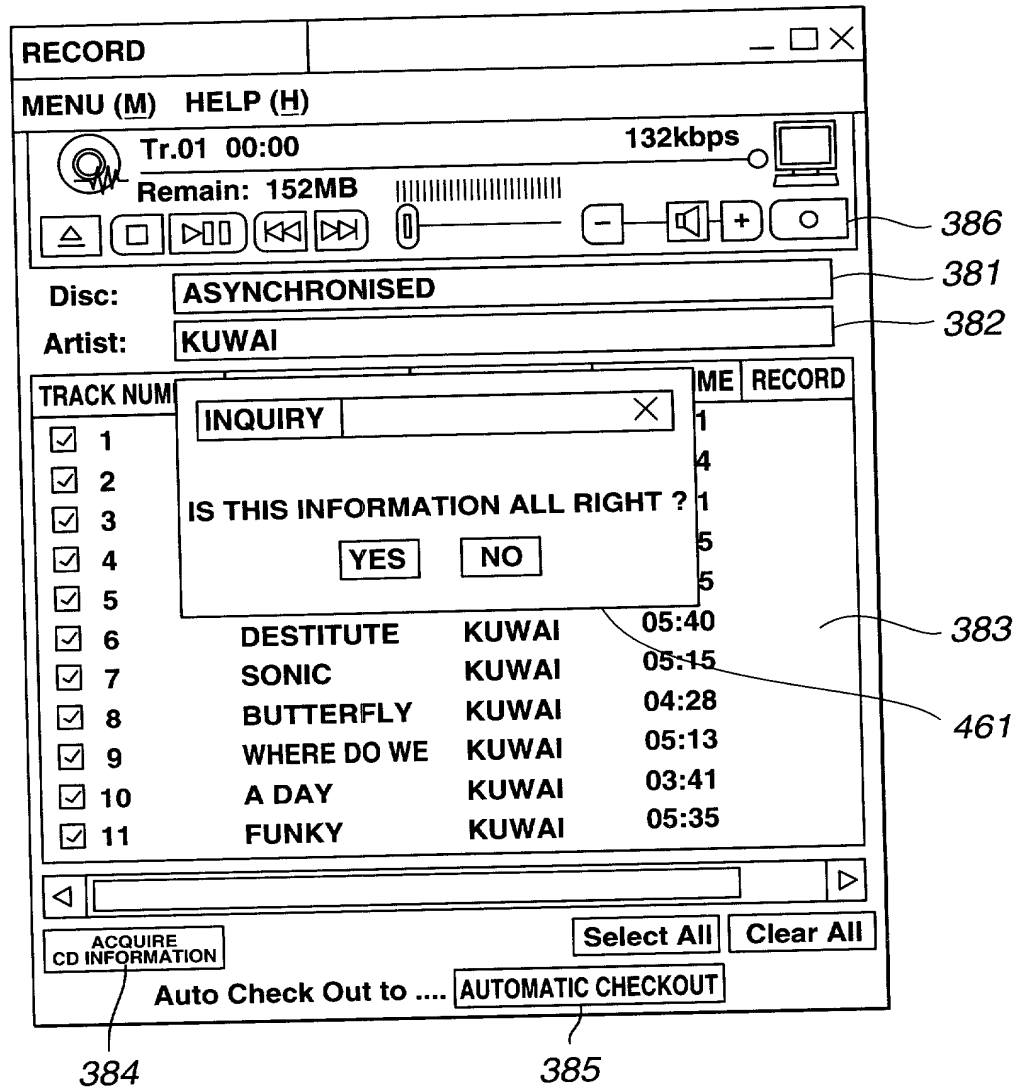 RECORD
MENU (M) HELP (H)
Tr.01 00:00 132kbps
Remain: 152MB
386
Disc: ASYNCHRONISED 381
Artist: KUWAI 382
TRACK NUM ME RECORD
INQUIRY
1 1
2 4
3 IS THIS INFORMATION ALL RIGHT ? 1
4 YES NO 5
5 5
6 DESTITUTE KUWAI 05:40 383
7 SONIC KUWAI 05:15
8 BUTTERFLY KUWAI 04:28 461
9 WHERE DO WE KUWAI 05:13
10 A DAY KUWAI 03:41
11 FUNKY KUWAI 05:35
ACQUIRE
CD INFORMATION
Select All Clear All
Auto Check Out to .... AUTOMATIC CHECKOUT
384 385